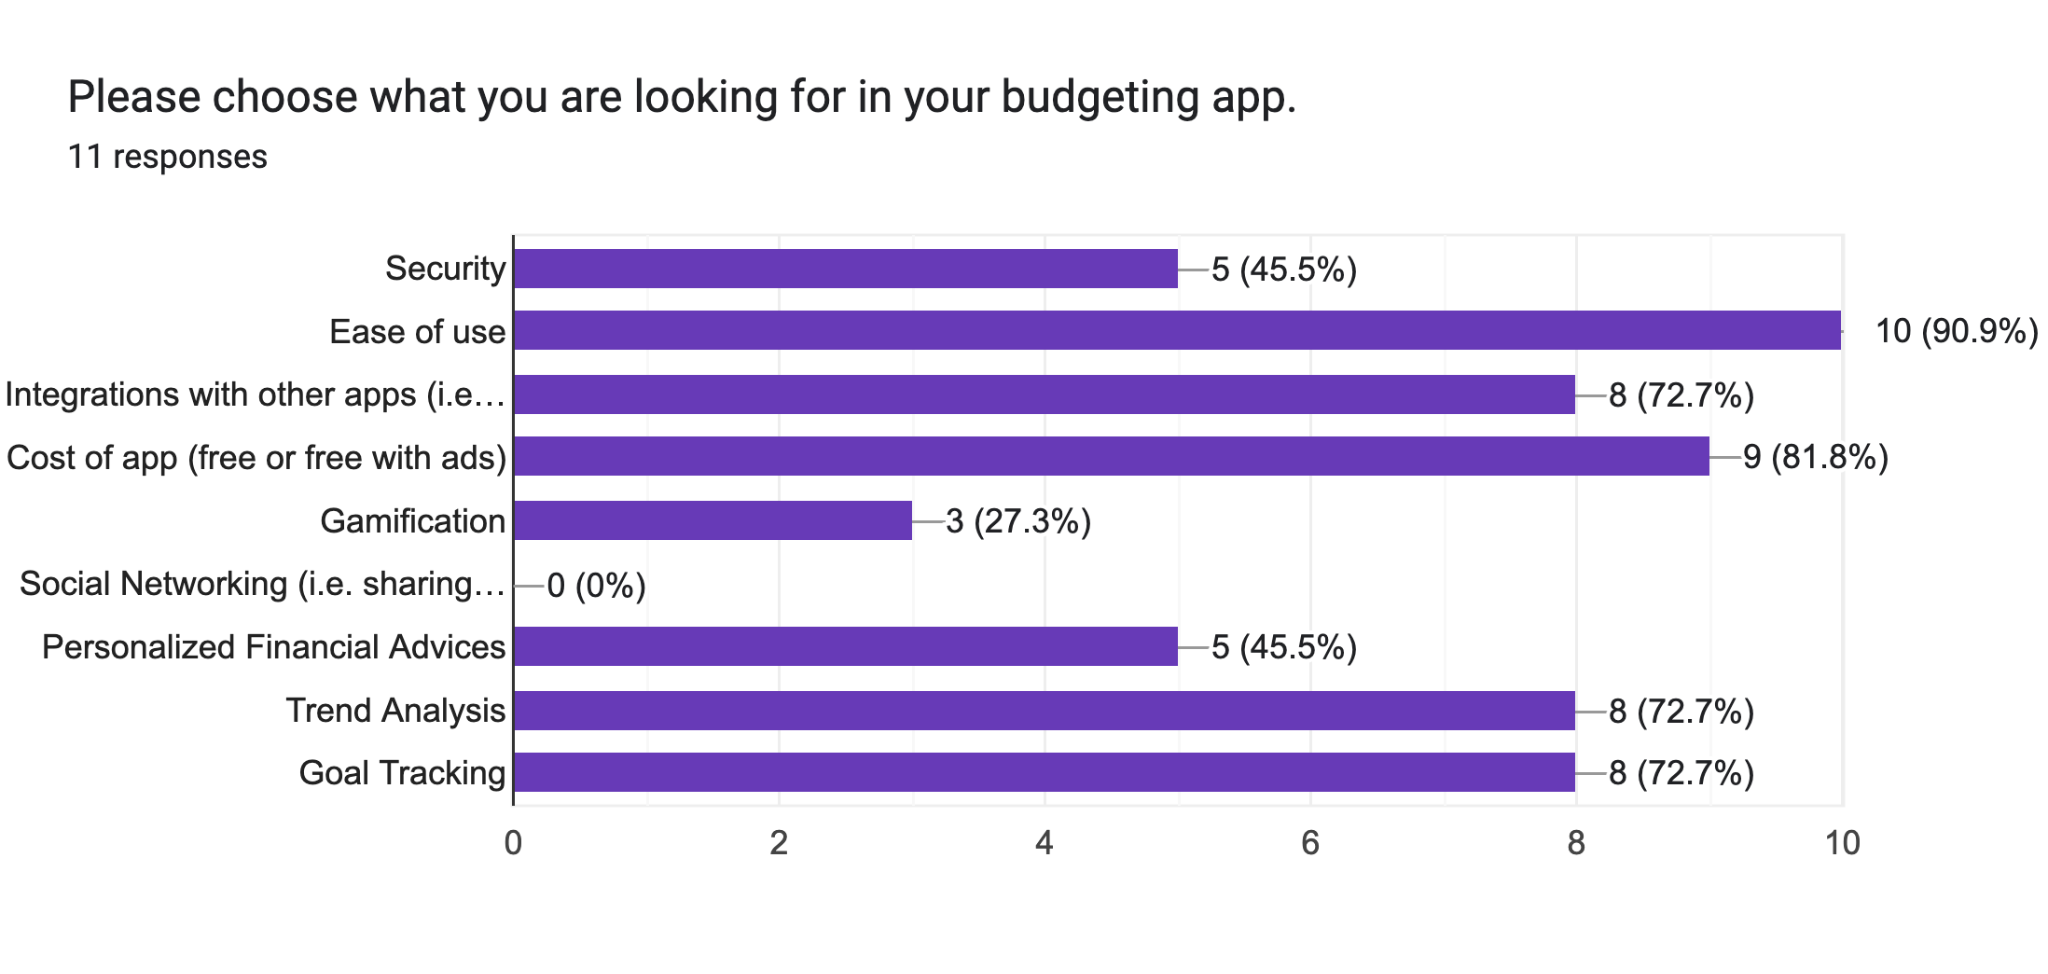 Please choose what you are looking for in your budgeting app.
11 responses
Security 5 (45.5%)
Ease of use 10 (90.9%)
Integrations with other apps (i.e… 8 (72.7%)
Cost of app (free or free with ads) 9 (81.8%)
Gamification 3 (27.3%)
Social Networking (i.e. sharing… 0 (0%)
Personalized Financial Advices 5 (45.5%)
Trend Analysis 8 (72.7%)
Goal Tracking 8 (72.7%)
0 2 4 6 8 10